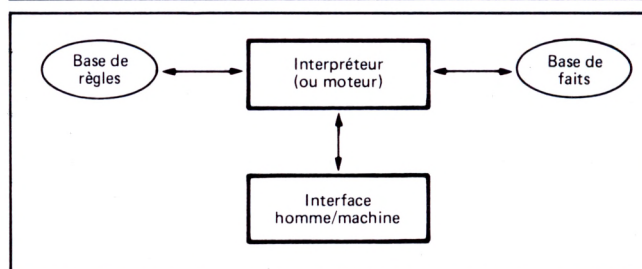 Base de
règles
Interpréteur
(ou moteur)
Base de
faits
Interface
homme/machine